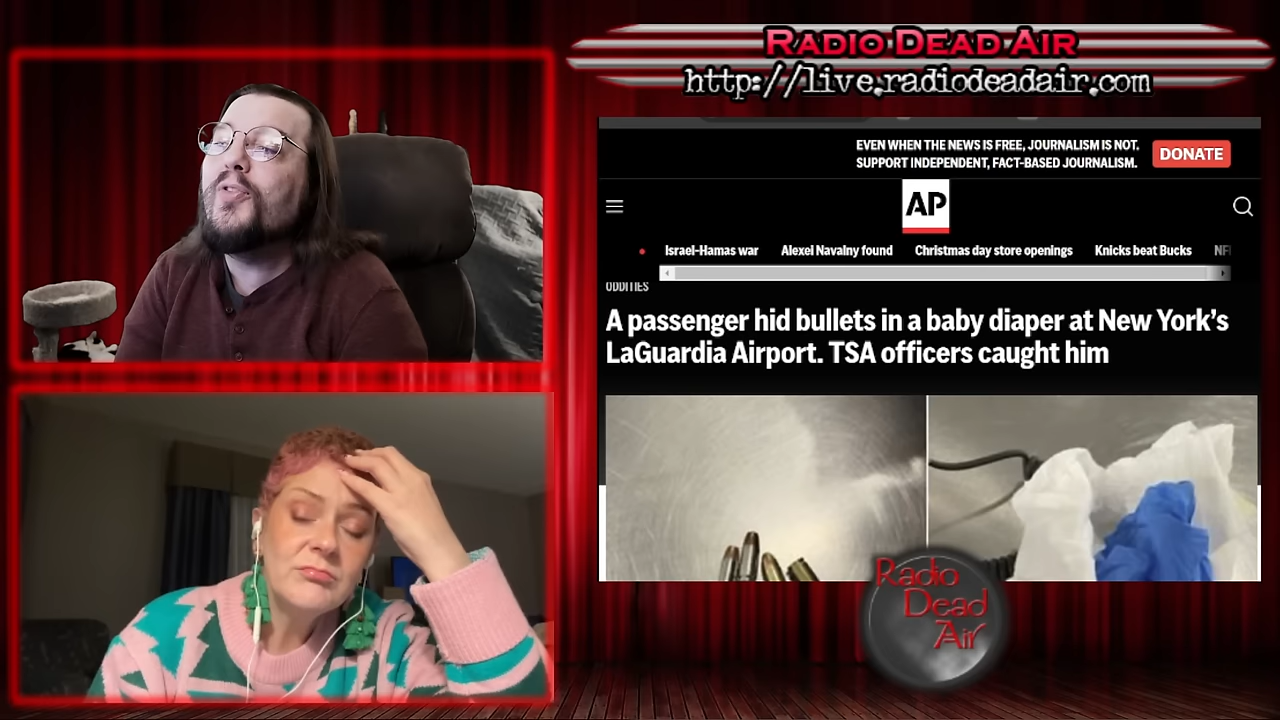 RADIO DEAD AIR
http://live.radiodeadair.com
EVEN WHEN THE NEWS IS FREE, JOURNALISM IS NOT.
SUPPORT INDEPENDENT, FACT-BASED JOURNALISM.
DONATE
AP
Israel-Hamas war Alexei Navalny found Christmas day store openings Knicks beat Bucks NF
ODDITIES
A passenger hid bullets in a baby diaper at New York's
LaGuardia Airport. TSA officers caught him
Radio
Dead
Air